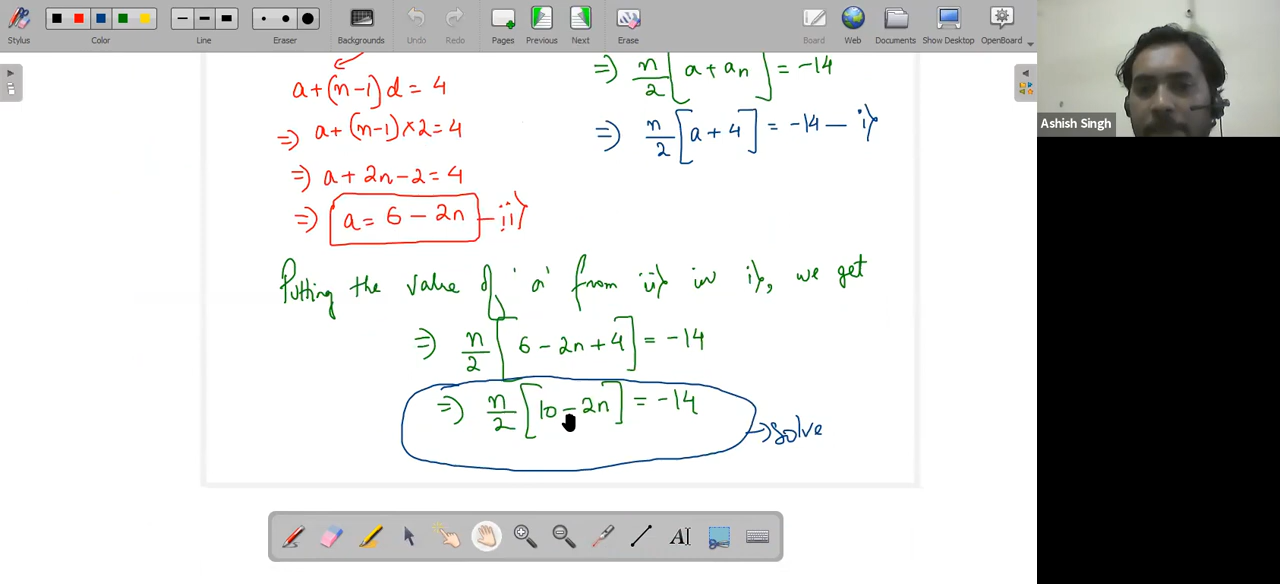 Stylus Color Line Eraser Backgrounds Undo Redo Pages Previous Next Erase Board Web Documents Show Desktop OpenBoard
Ashish Singh
a+(n-1)d = 4
⇒ a+(n-1)×2=4
⇒ a+2n-2=4
⇒ a= 6-2n - ii)
⇒ n/2 [a+an] = -14
⇒ n/2 [a+4] = -14 — i)
Putting the value of 'a' from ii) in i), we get
⇒ n/2 [6-2n+4] = -14
⇒ n/2 [10-2n] = -14
→ solve
AI